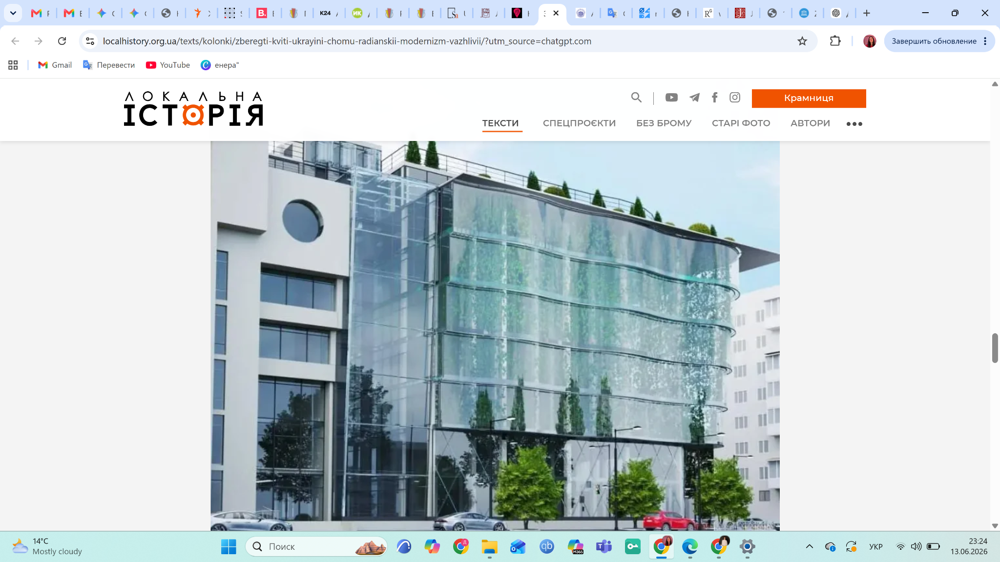 localhistory.org.ua/texts/kolonki/zberegti-kviti-ukrayini-chomu-radianskii-modernizm-vazhlivii/?utm_source=chatgpt.com
Завершить обновление
Gmail
Перевести
YouTube
енера"
ЛОКАЛЬНА
ІСТОРІЯ
Крамниця
ТЕКСТИ
СПЕЦПРОЄКТИ
БЕЗ БРОМУ
СТАРІ ФОТО
АВТОРИ
14°C
Mostly cloudy
Поиск
M365
УКР
23:24
13.06.2026